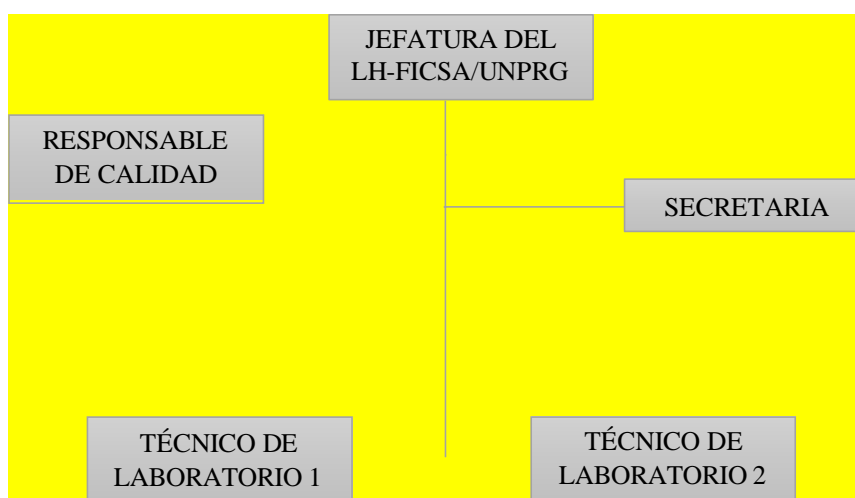 JEFATURA DEL
LH-FICSA/UNPRG
RESPONSABLE
DE CALIDAD
SECRETARIA
TÉCNICO DE
LABORATORIO 1
TÉCNICO DE
LABORATORIO 2